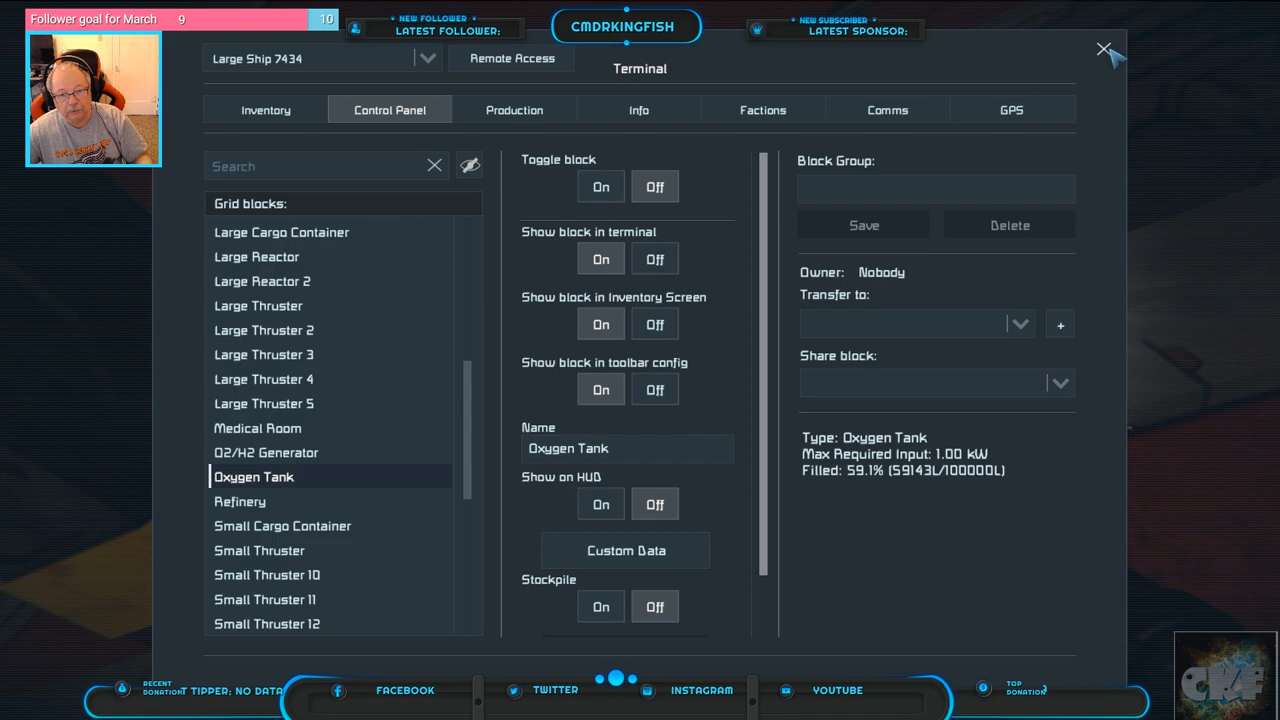 Follower goal for March 9 10
NEW FOLLOWER
LATEST FOLLOWER:
CMDRKINGFISH
NEW SUBSCRIBER
LATEST SPONSOR:
Large Ship 7434
Remote Access
Terminal
Inventory
Control Panel
Production
Info
Factions
Comms
GPS
Search
Grid blocks:
Large Cargo Container
Large Reactor
Large Reactor 2
Large Thruster
Large Thruster 2
Large Thruster 3
Large Thruster 4
Large Thruster 5
Medical Room
O2/H2 Generator
Oxygen Tank
Refinery
Small Cargo Container
Small Thruster
Small Thruster 10
Small Thruster 11
Small Thruster 12
Toggle block
On Off
Show block in terminal
On Off
Show block in Inventory Screen
On Off
Show block in toolbar config
On Off
Name
Oxygen Tank
Show on HUD
On Off
Custom Data
Stockpile
On Off
Block Group:
Save
Delete
Owner: Nobody
Transfer to:
+
Share block:
Type: Oxygen Tank
Max Required Input: 1.00 kW
Filled: 59.1% (59143L/100000L)
RECENT
DONATION
TIPPER: NO DATA
FACEBOOK
TWITTER
INSTAGRAM
YOUTUBE
TOP
DONATION
CKF